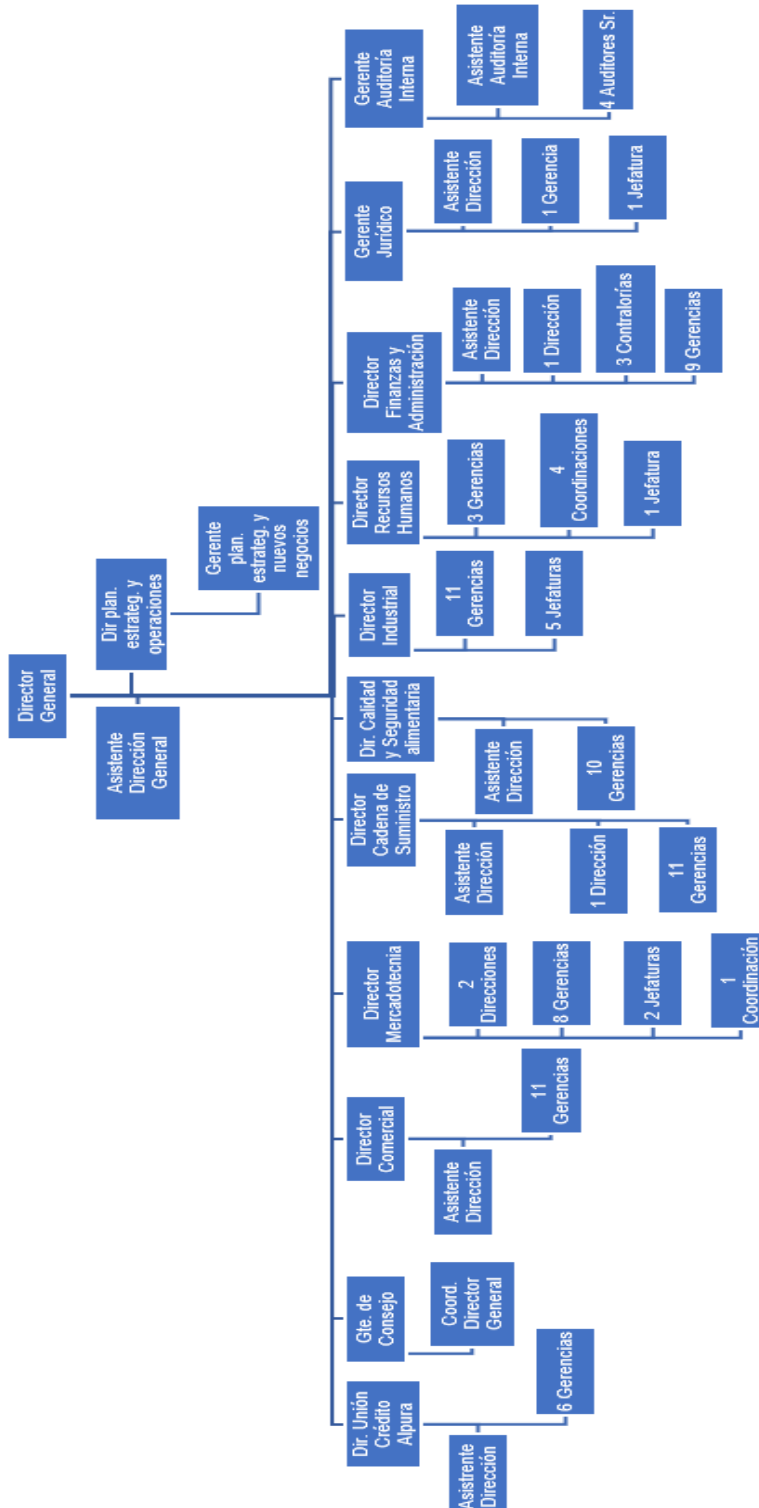 Director
General
Asistente
Dirección
General
Dir plan.
estrateg. y
operaciones
Gerente
plan.
estrateg. y
nuevos
negocios
Dir. Unión
Crédito
Alpura
Asistrente
Dirección
6 Gerencias
Gte. de
Consejo
Coord.
Director
General
Director
Comercial
Asistente
Dirección
11
Gerencias
Director
Mercadotecnia
2
Direcciones
8 Gerencias
2 Jefaturas
1
Coordinación
Director
Cadena de
Suministro
Asistente
Dirección
1 Dirección
11
Gerencias
Dir. Calidad
y Seguridad
alimentaria
Asistente
Dirección
10
Gerencias
Director
Industrial
11
Gerencias
5 Jefaturas
Director
Recursos
Humanos
3 Gerencias
4
Coordinaciones
1 Jefatura
Director
Finanzas y
Administración
Asistente
Dirección
1 Dirección
3 Contralorías
9 Gerencias
Gerente
Jurídico
Asistente
Dirección
1 Gerencia
1 Jefatura
Gerente
Auditoría
Interna
Asistente
Auditoría
Interna
4 Auditores Sr.